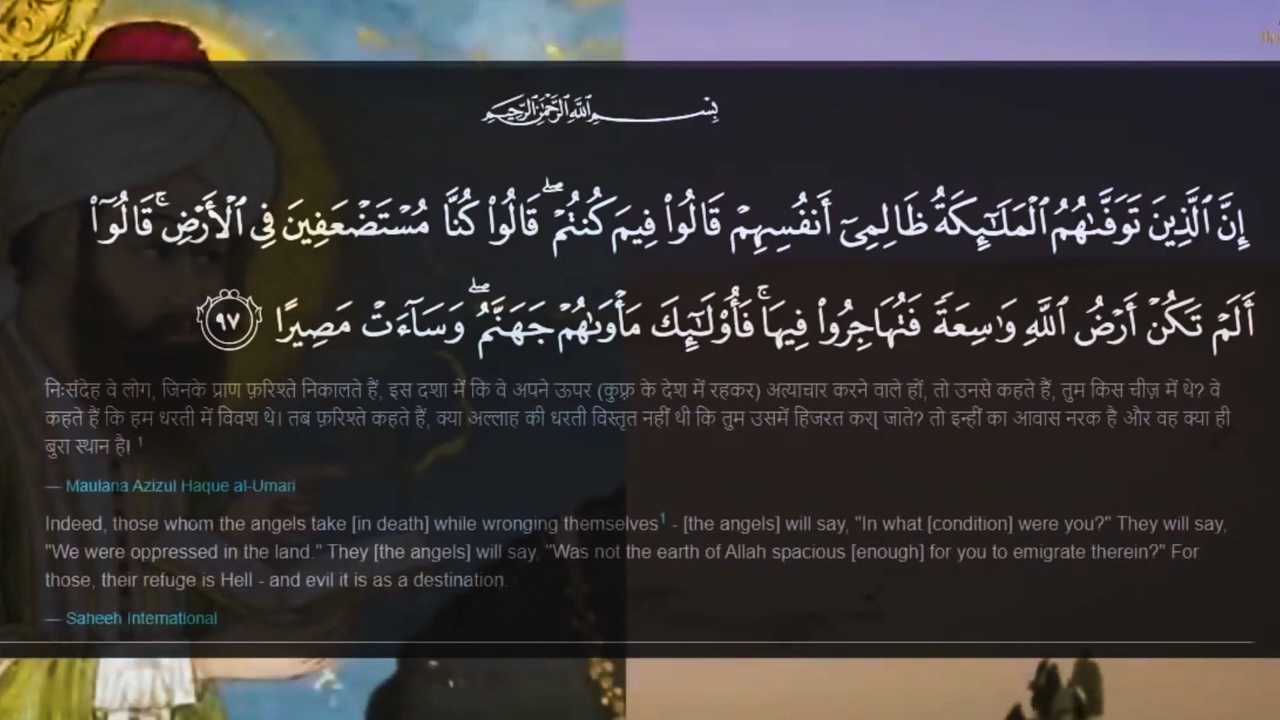 بِسْمِ اللَّهِ الرَّحْمَٰنِ الرَّحِيمِ
إِنَّ ٱلَّذِينَ تَوَفَّىٰهُمُ ٱلْمَلَـٰٓئِكَةُ ظَالِمِىٓ أَنفُسِهِمْ قَالُوا۟ فِيمَ كُنتُمْ ۖ قَالُوا۟ كُنَّا مُسْتَضْعَفِينَ فِى ٱلْأَرْضِ ۚ قَالُوٓا۟
أَلَمْ تَكُنْ أَرْضُ ٱللَّهِ وَٰسِعَةً فَتُهَاجِرُوا۟ فِيهَا ۚ فَأُو۟لَـٰٓئِكَ مَأْوَىٰهُمْ جَهَنَّمُ ۖ وَسَآءَتْ مَصِيرًا ٩٧
निःसंदेह वे लोग, जिनके प्राण फ़रिश्ते निकालते हैं, इस दशा में कि वे अपने ऊपर (कुफ़्र के देश में रहकर) अत्याचार करने वाले हों, तो उनसे कहते हैं, तुम किस चीज़ में थे? वे
कहते हैं कि हम धरती में विवश थे। तब फ़रिश्ते कहते हैं, क्या अल्लाह की धरती विस्तृत नहीं थी कि तुम उसमें हिजरत कर जाते? तो इन्हीं का आवास नरक है और वह क्या ही
बुरा स्थान है! 1
— Maulana Azizul Haque al-Umari
Indeed, those whom the angels take [in death] while wronging themselves1 - [the angels] will say, "In what [condition] were you?" They will say,
"We were oppressed in the land." They [the angels] will say, "Was not the earth of Allah spacious [enough] for you to emigrate therein?" For
those, their refuge is Hell - and evil it is as a destination.
— Saheeh International